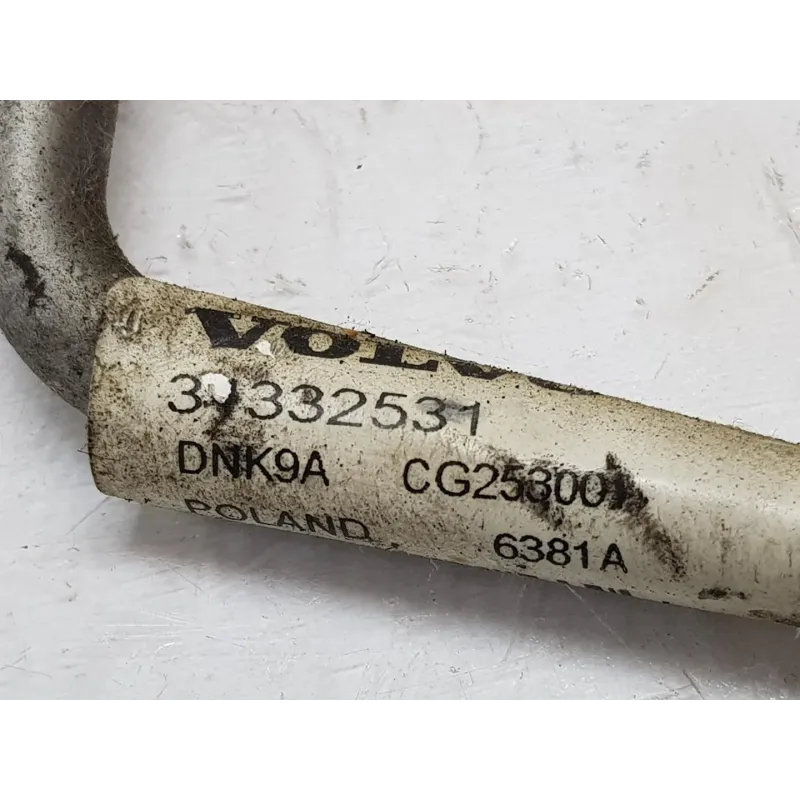 VOLVO
31332531
DNK9A CG253001
POLAND
6381A